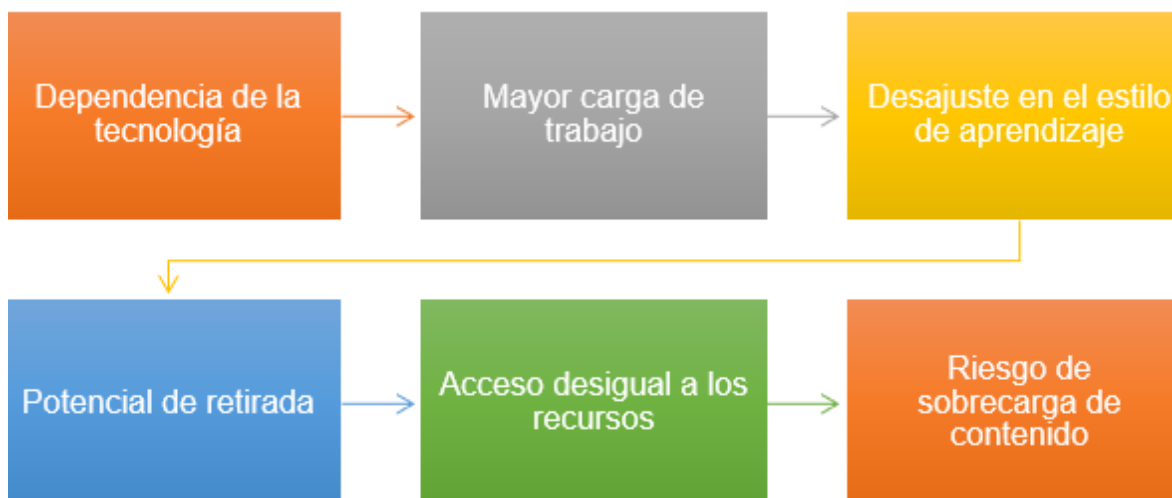 Dependencia de la
tecnología
Mayor carga de
trabajo
Desajuste en el estilo
de aprendizaje
Potencial de retirada
Acceso desigual a los
recursos
Riesgo de
sobrecarga de
contenido